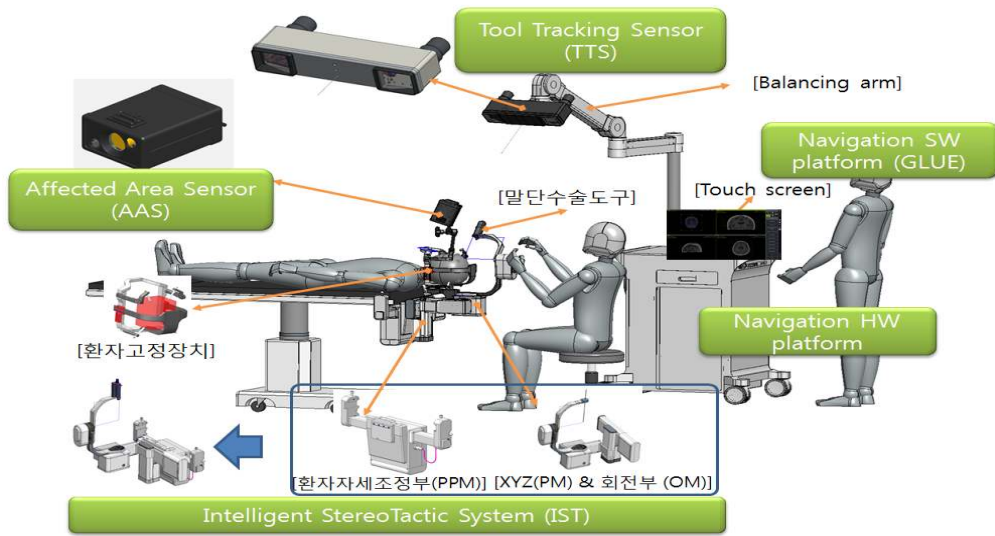 Tool Tracking Sensor
(TTS)
[Balancing arm]
Navigation SW
platform (GLUE)
Affected Area Sensor
(AAS)
[말단수술도구]
[Touch screen]
[환자고정장치]
Navigation HW
platform
[환자자세조정부(PPM)] [XYZ(PM) & 회전부 (OM)]
Intelligent StereoTactic System (IST)